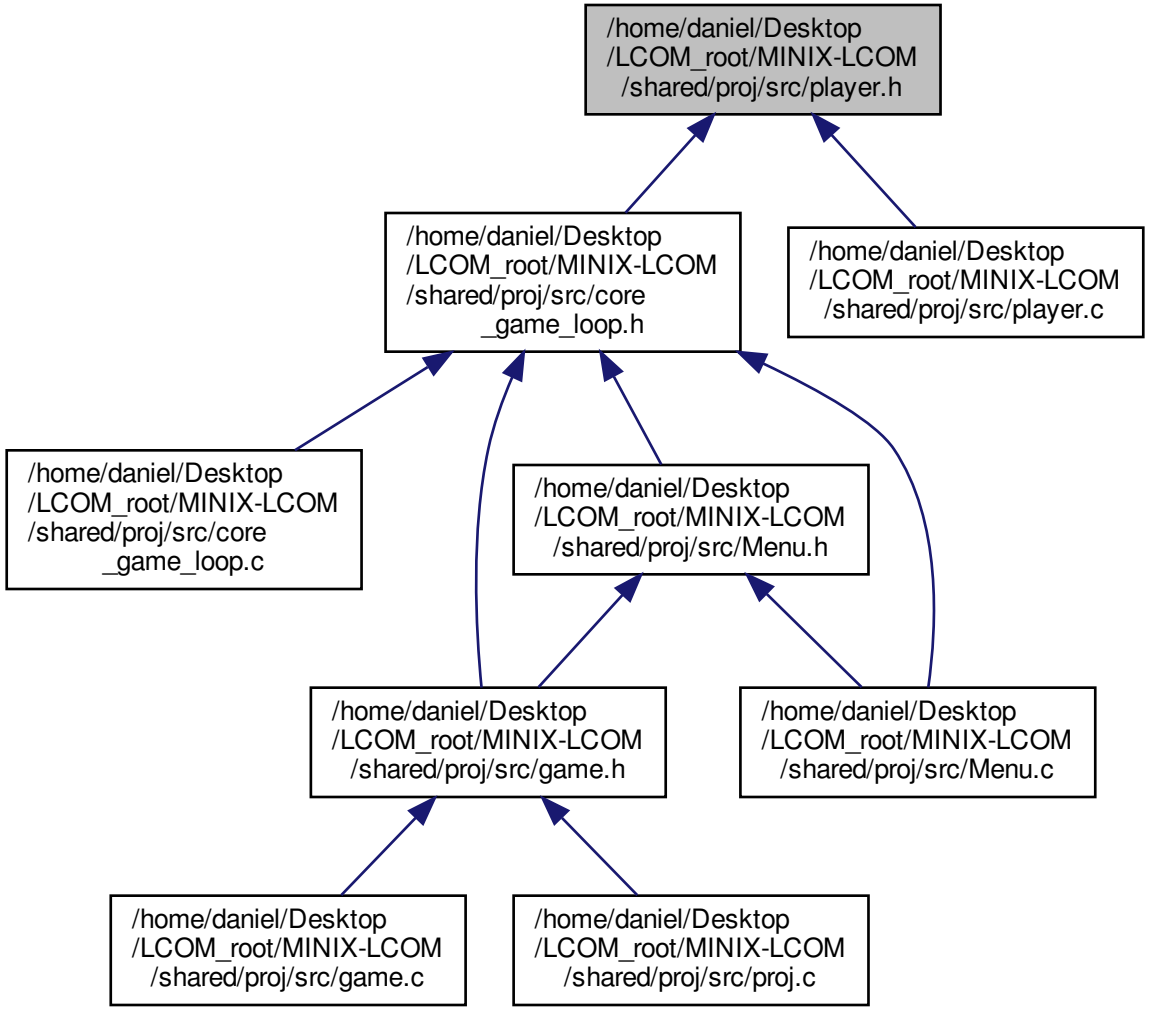 /home/daniel/Desktop
/LCOM_root/MINIX-LCOM
/shared/proj/src/player.h
/home/daniel/Desktop
/LCOM_root/MINIX-LCOM
/shared/proj/src/core
_game_loop.h
/home/daniel/Desktop
/LCOM_root/MINIX-LCOM
/shared/proj/src/player.c
/home/daniel/Desktop
/LCOM_root/MINIX-LCOM
/shared/proj/src/core
_game_loop.c
/home/daniel/Desktop
/LCOM_root/MINIX-LCOM
/shared/proj/src/Menu.h
/home/daniel/Desktop
/LCOM_root/MINIX-LCOM
/shared/proj/src/game.h
/home/daniel/Desktop
/LCOM_root/MINIX-LCOM
/shared/proj/src/Menu.c
/home/daniel/Desktop
/LCOM_root/MINIX-LCOM
/shared/proj/src/game.c
/home/daniel/Desktop
/LCOM_root/MINIX-LCOM
/shared/proj/src/proj.c